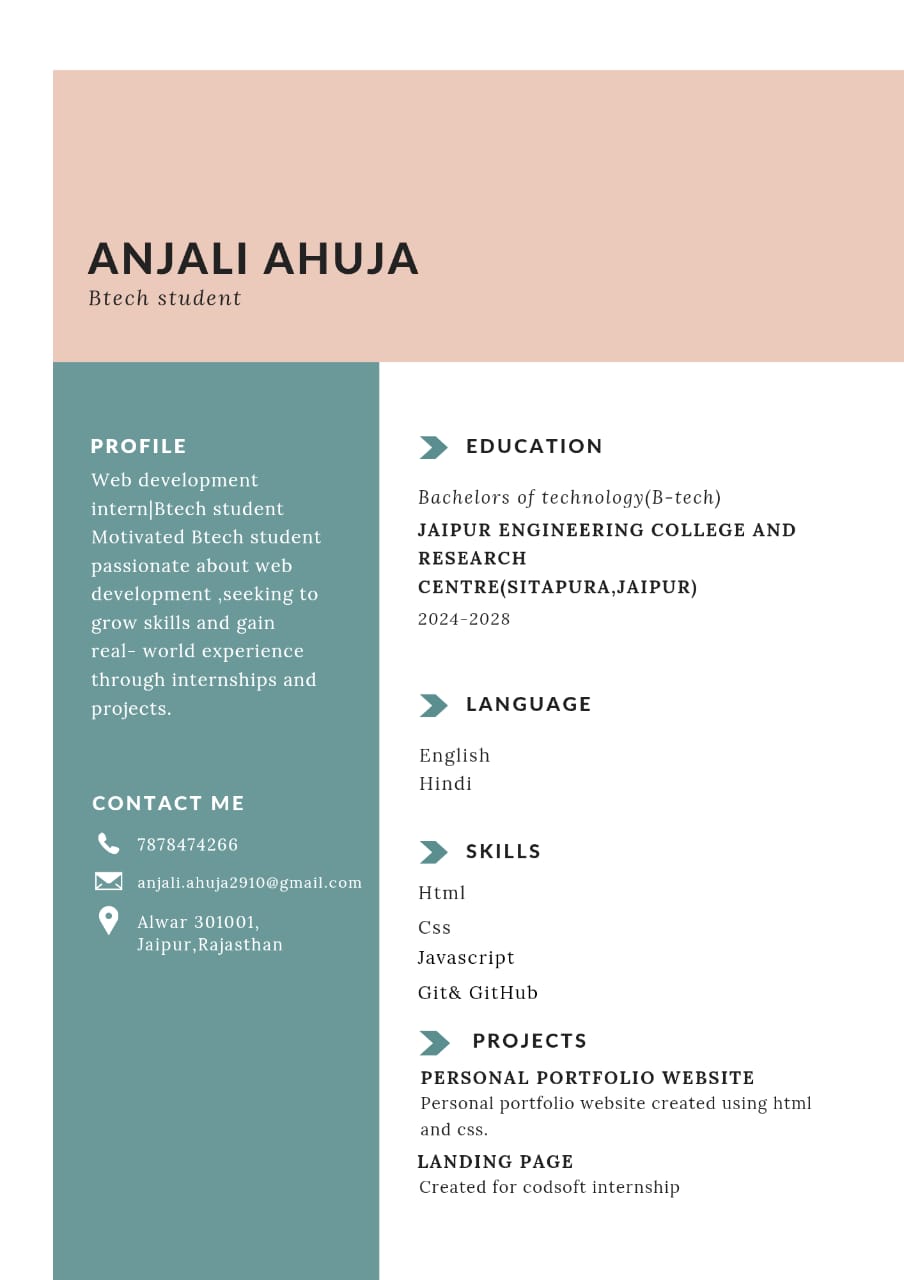 ANJALI AHUJA
Btech student
PROFILE
Web development
intern|Btech student
Motivated Btech student
passionate about web
development ,seeking to
grow skills and gain
real- world experience
through internships and
projects.
CONTACT ME
7878474266
anjali.ahuja2910@gmail.com
Alwar 301001,
Jaipur,Rajasthan
EDUCATION
Bachelors of technology(B-tech)
JAIPUR ENGINEERING COLLEGE AND
RESEARCH
CENTRE(SITAPURA,JAIPUR)
2024-2028
LANGUAGE
English
Hindi
SKILLS
Html
Css
Javascript
Git& GitHub
PROJECTS
PERSONAL PORTFOLIO WEBSITE
Personal portfolio website created using html
and css.
LANDING PAGE
Created for codsoft internship